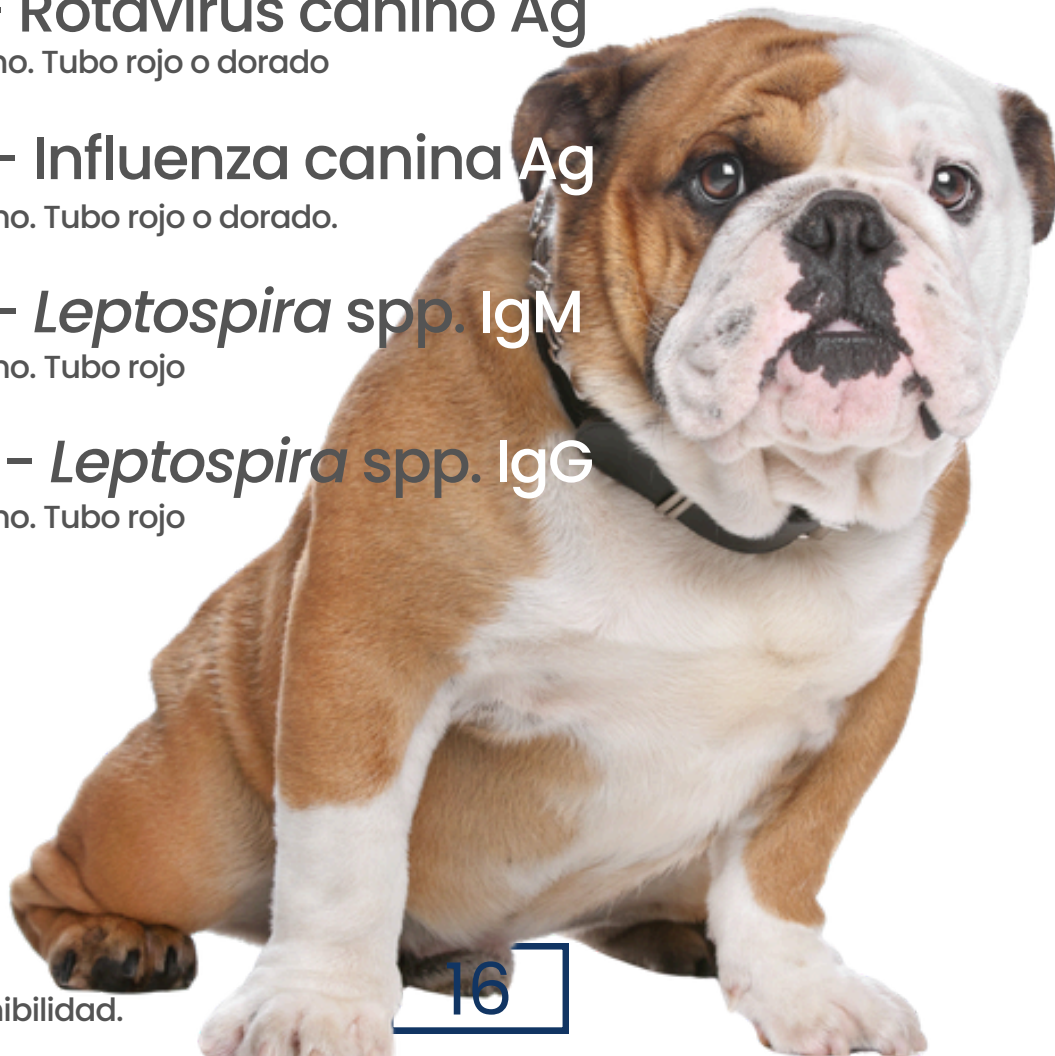 - Rotavirus canino Ag
no. Tubo rojo o dorado
- Influenza canina Ag
no. Tubo rojo o dorado.
- Leptospira spp. IgM
no. Tubo rojo
- Leptospira spp. IgG
no. Tubo rojo
nibilidad.
16